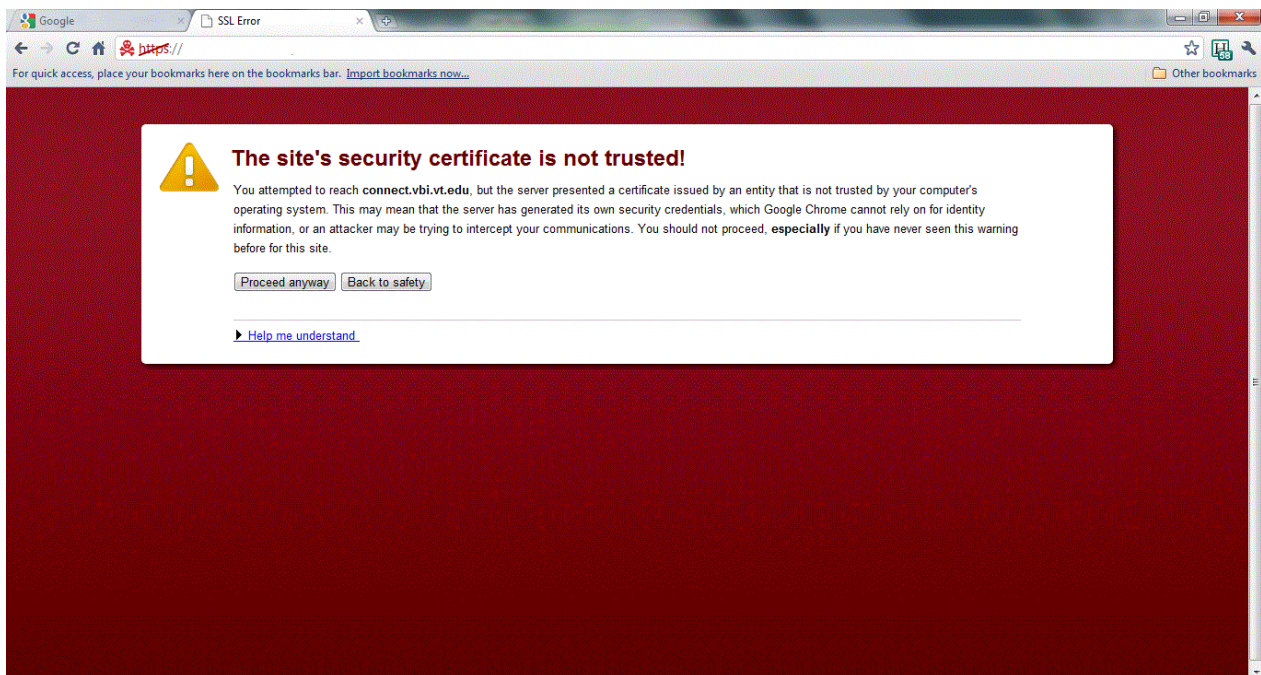 Google
SSL Error
https://
For quick access, place your bookmarks here on the bookmarks bar. Import bookmarks now...
Other bookmarks
58
The site's security certificate is not trusted!
You attempted to reach connect.vbi.vt.edu, but the server presented a certificate issued by an entity that is not trusted by your computer's
operating system. This may mean that the server has generated its own security credentials, which Google Chrome cannot rely on for identity
information, or an attacker may be trying to intercept your communications. You should not proceed, especially if you have never seen this warning
before for this site.
Proceed anyway Back to safety
Help me understand